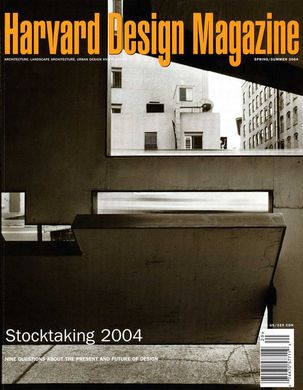 Harvard Design Magazine
ARCHITECTURE, LANDSCAPE ARCHITECTURE, URBAN DESIGN AND PLANNING
SPRING/SUMMER 2004
Stocktaking 2004
NINE QUESTIONS ABOUT THE PRESENT AND FUTURE OF DESIGN